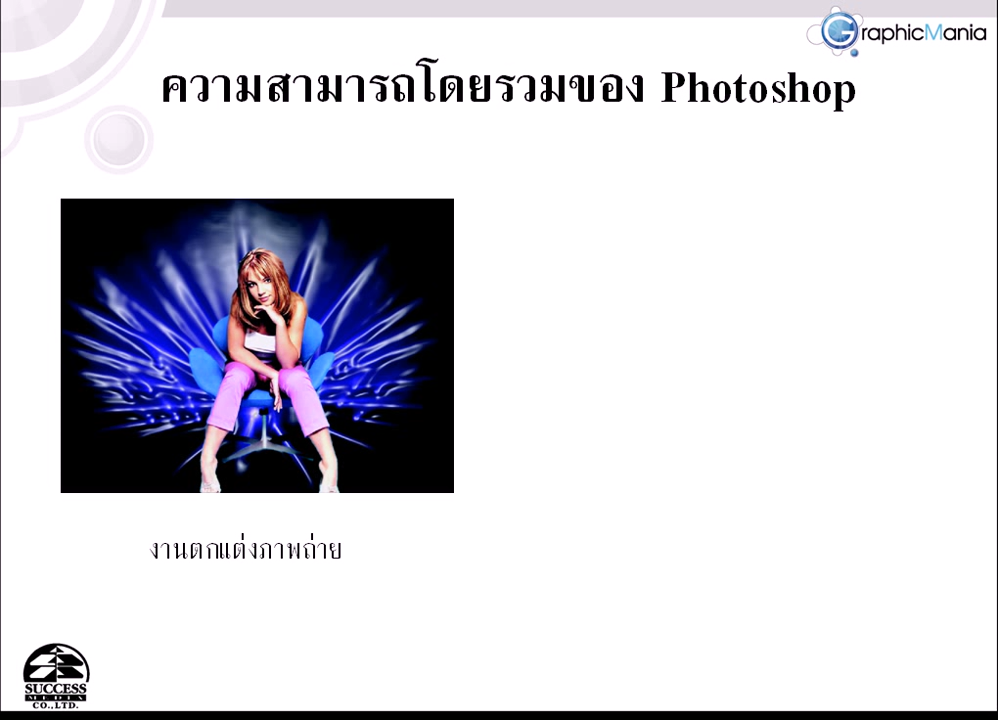 GraphicMania
ความสามารถโดยรวมของ Photoshop
งานตกแต่งภาพถ่าย
SUCCESS
MEDIA
CO.,LTD.